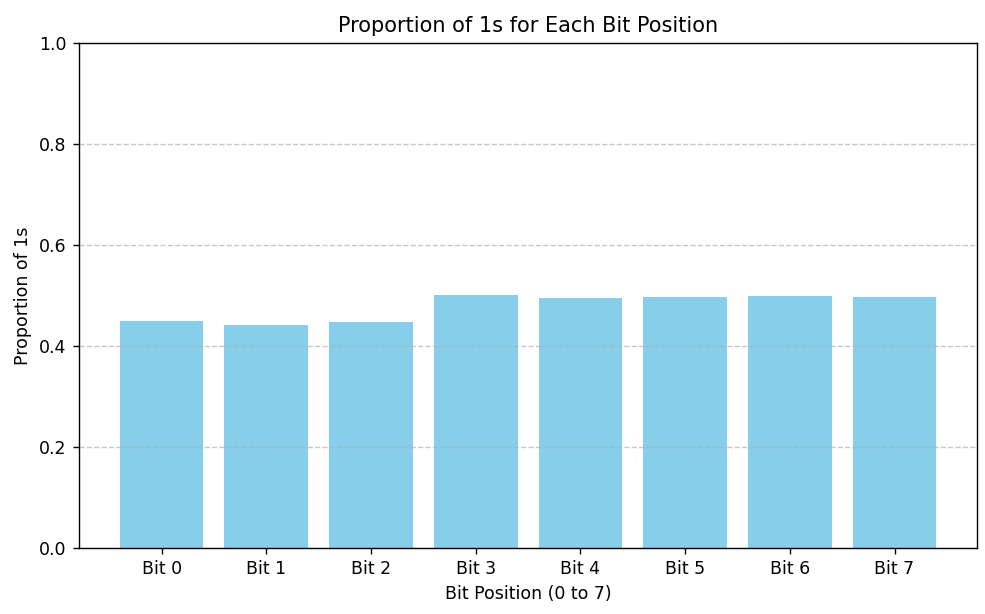 Proportion of 1s for Each Bit Position
1.0
0.8
0.6
0.4
0.2
0.0
Proportion of 1s
Bit 0 Bit 1 Bit 2 Bit 3 Bit 4 Bit 5 Bit 6 Bit 7
Bit Position (0 to 7)